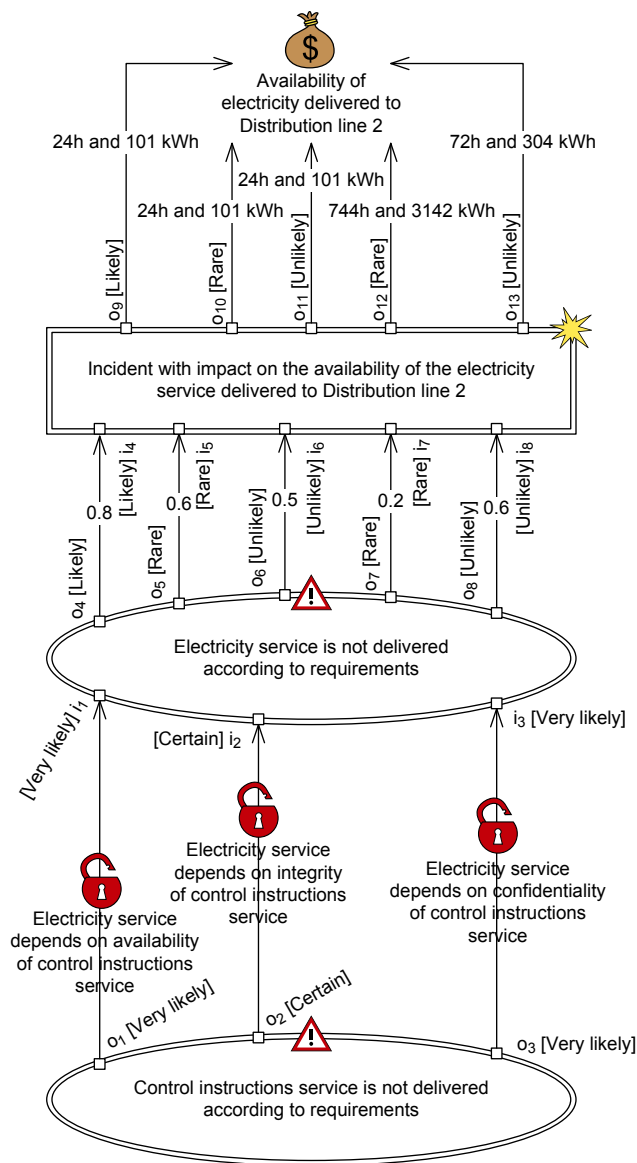 $
Availability of
electricity delivered to
Distribution line 2
24h and 101 kWh
24h and 101 kWh
24h and 101 kWh
744h and 3142 kWh
72h and 304 kWh
o9 [Likely]
o10 [Rare]
o11 [Unlikely]
o12 [Rare]
o13 [Unlikely]
Incident with impact on the availability of the electricity
service delivered to Distribution line 2
[Likely] i4
[Rare] i5
[Unlikely] i6
[Rare] i7
[Unlikely] i8
0.8
0.6
0.5
0.2
0.6
o4 [Likely]
o5 [Rare]
o6 [Unlikely]
o7 [Rare]
o8 [Unlikely]
!
Electricity service is not delivered
according to requirements
[Very likely] i1
[Certain] i2
i3 [Very likely]
Electricity service
depends on availability
of control instructions
service
Electricity service
depends on integrity
of control instructions
service
Electricity service
depends on confidentiality
of control instructions
service
o1 [Very likely]
o2 [Certain]
o3 [Very likely]
!
Control instructions service is not delivered
according to requirements